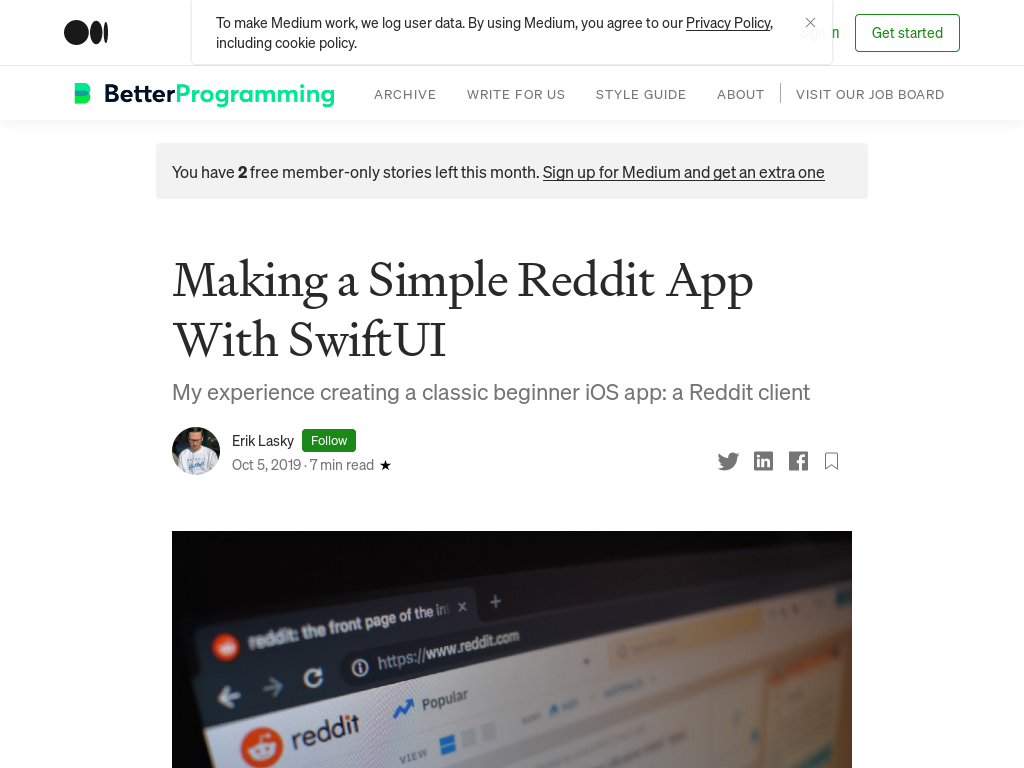 To make Medium work, we log user data. By using Medium, you agree to our Privacy Policy,
including cookie policy.
Get started
BetterProgramming
ARCHIVE
WRITE FOR US
STYLE GUIDE
ABOUT
VISIT OUR JOB BOARD
You have 2 free member-only stories left this month. Sign up for Medium and get an extra one
Making a Simple Reddit App
With SwiftUI
My experience creating a classic beginner iOS app: a Reddit client
Erik Lasky
Follow
Oct 5, 2019 · 7 min read ★
reddit: the front page of the in
https://www.reddit.com
reddit
Popular
VIEW